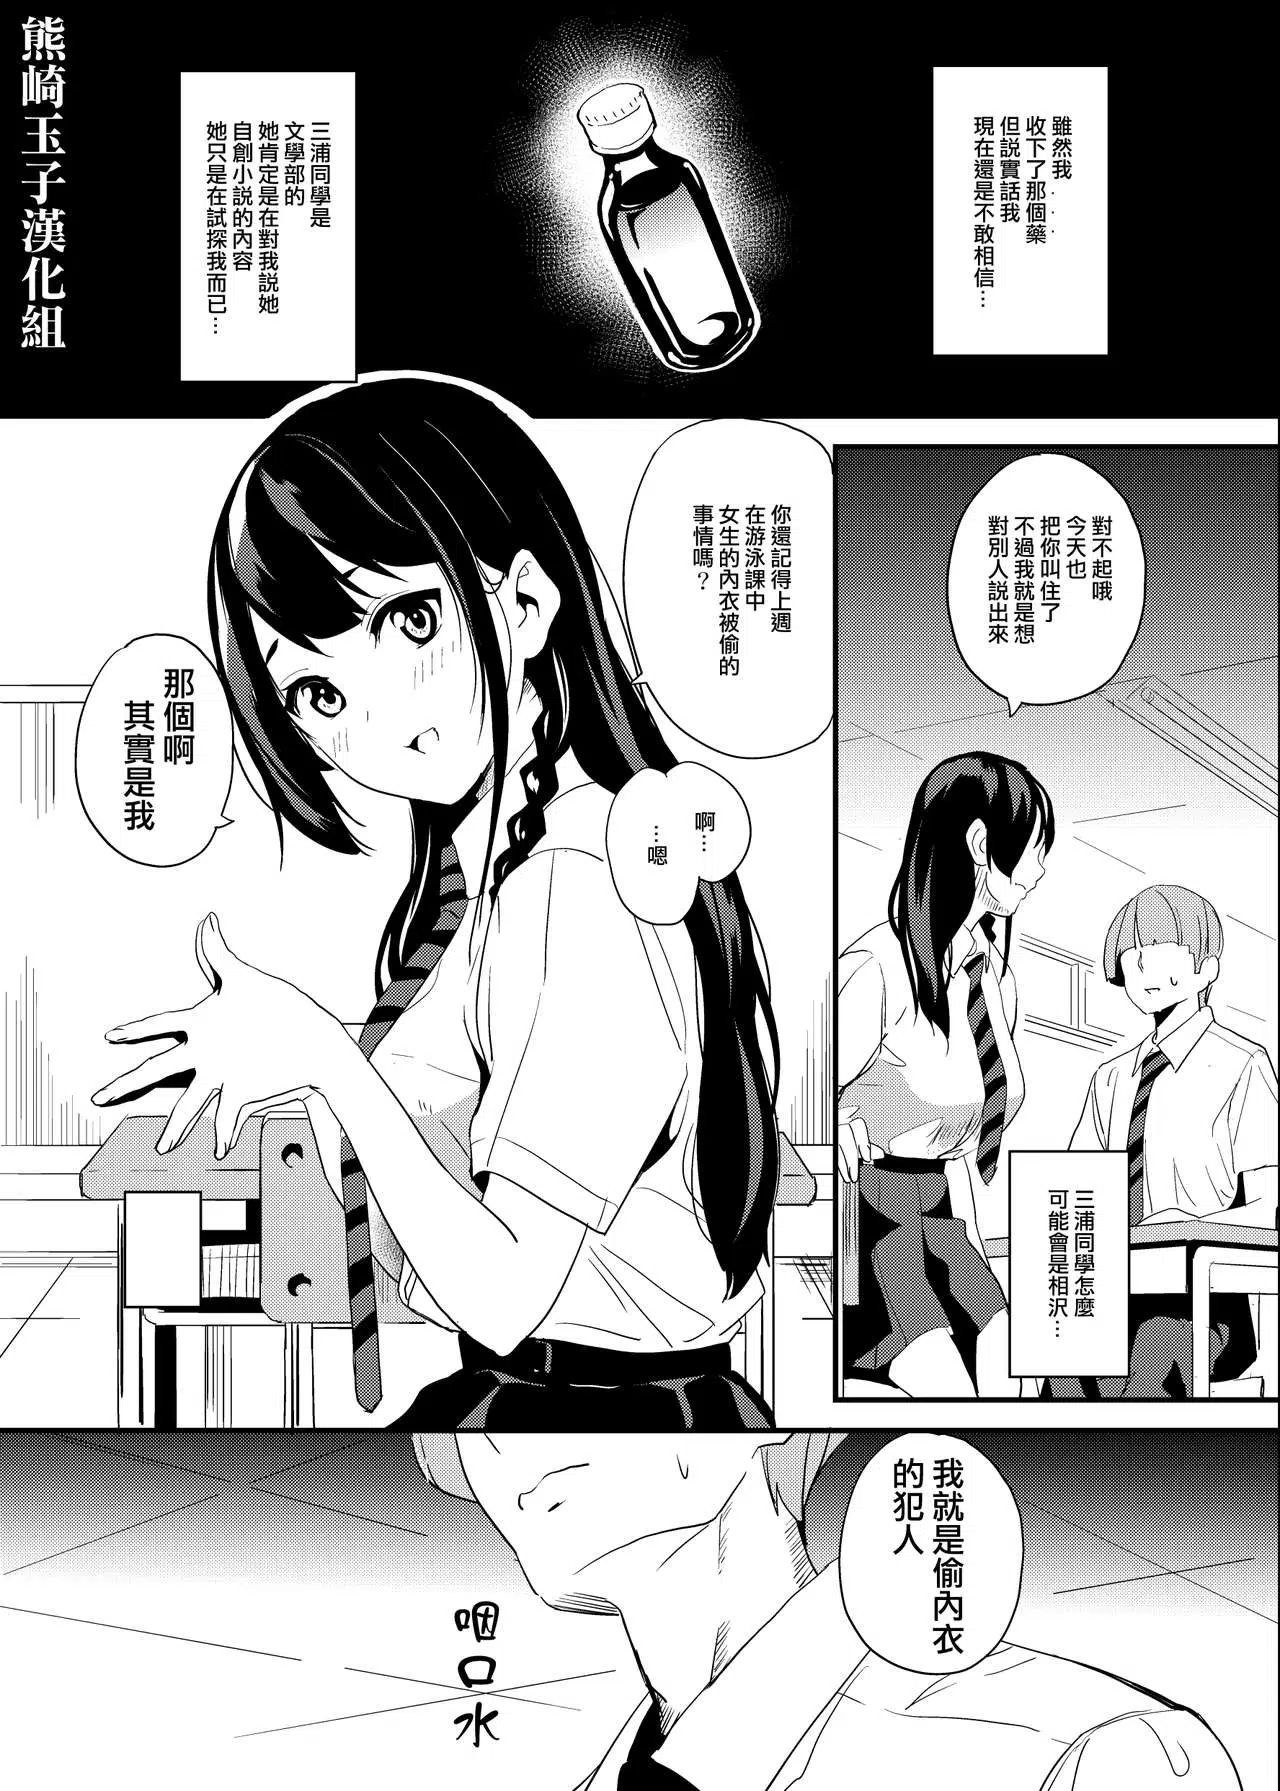 熊崎玉子漢化組
雖然我
收下了那個藥
但説實話我
現在還是不敢相信…
三浦同學是
文學部的
她肯定是在對我説她
自創小説的內容
她只是在試探我而已…
對不起哦
今天也
把你叫住了
不過我就是想
對別人説出來
三浦同學怎麼
可能會是相沢…
你還記得上週
在游泳課中
女生的內衣被偷的
事情嗎？
啊…
…嗯
那個啊
其實是我
我就是偷內衣
的犯人
咽口水